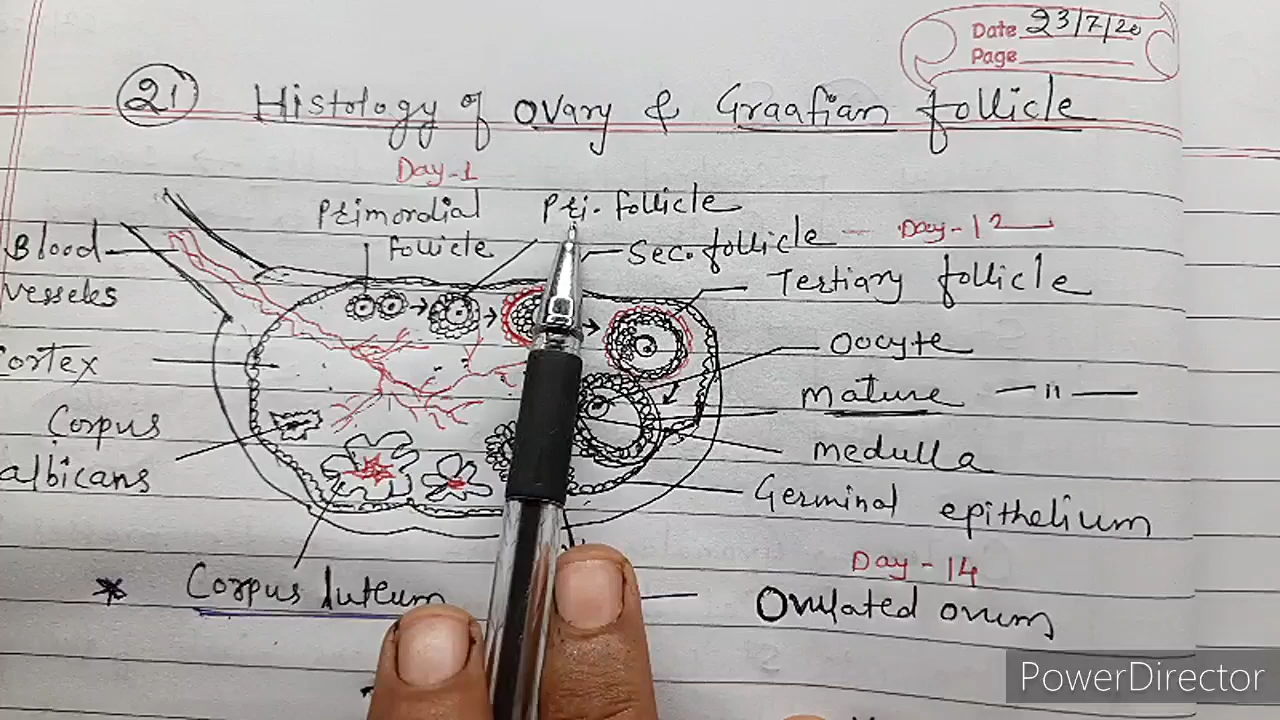 Date 23/7/20
Page
21 Histology of Ovary & Graafian follicle
Day-1
Primordial follicle
Pri. follicle
Sec. follicle - Day-12
Tertiary follicle
Blood vesseles
Oocyte
Cortex
mature — 11 —
Corpus albicans
medulla
Germinal epithelium
Day-14
* Corpus luteum
Ovulated ovum
PowerDirector